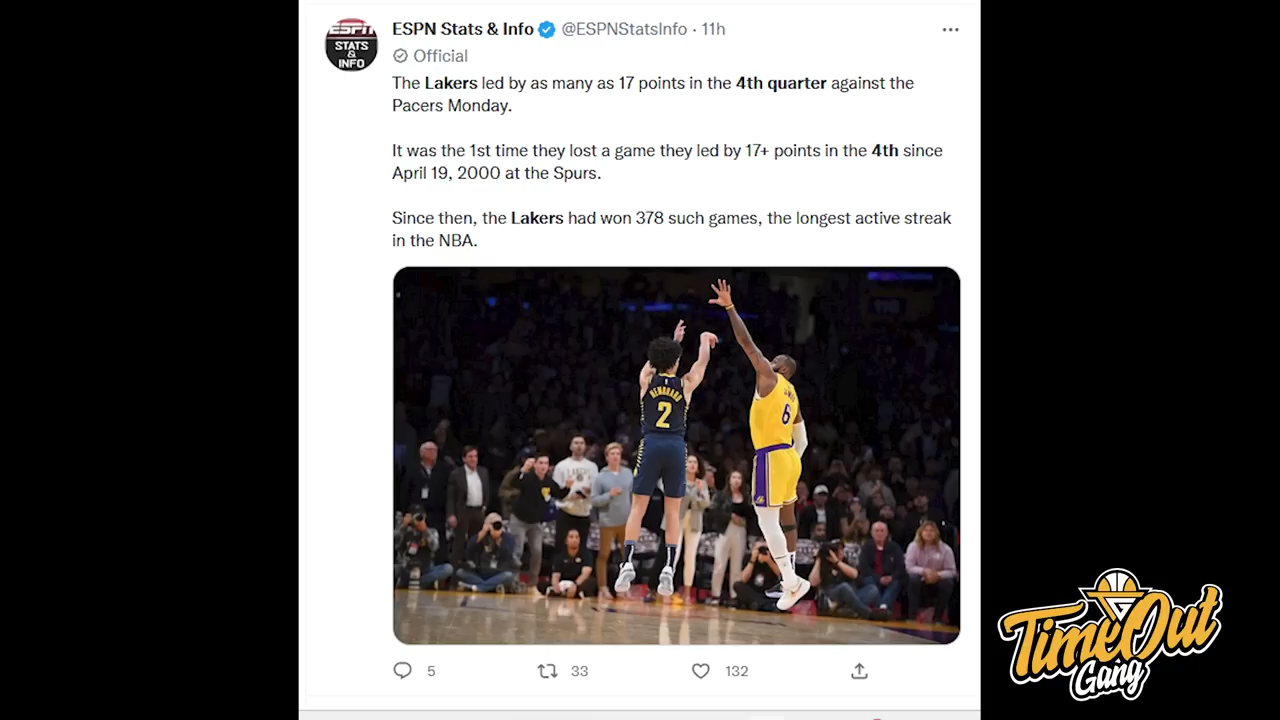 ESPN
STATS
&
INFO
ESPN Stats & Info @ESPNStatsInfo · 11h
Official
The Lakers led by as many as 17 points in the 4th quarter against the
Pacers Monday.
It was the 1st time they lost a game they led by 17+ points in the 4th since
April 19, 2000 at the Spurs.
Since then, the Lakers had won 378 such games, the longest active streak
in the NBA.
NEMBHARD
2
6
5 33 132
TimeOut
Gang